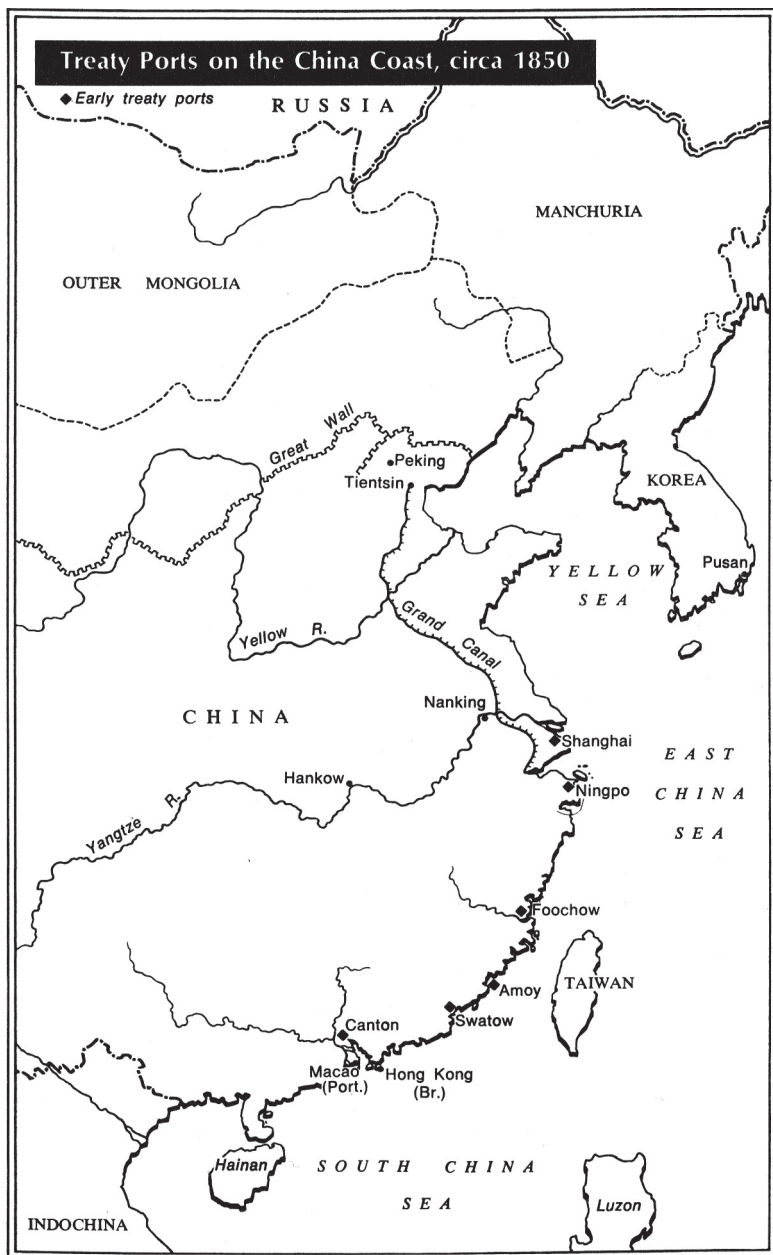 Treaty Ports on the China Coast, circa 1850
◆ Early treaty ports
RUSSIA
MANCHURIA
OUTER MONGOLIA
Great Wall
Peking
Tientsin
KOREA
Pusan
YELLOW
SEA
Yellow R.
Grand Canal
Nanking
CHINA
Shanghai
EAST
CHINA
SEA
Hankow
Ningpo
Yangtze R.
Foochow
TAIWAN
Amoy
Swatow
Canton
Macao
(Port.)
Hong Kong
(Br.)
Hainan
SOUTH CHINA
SEA
Luzon
INDOCHINA